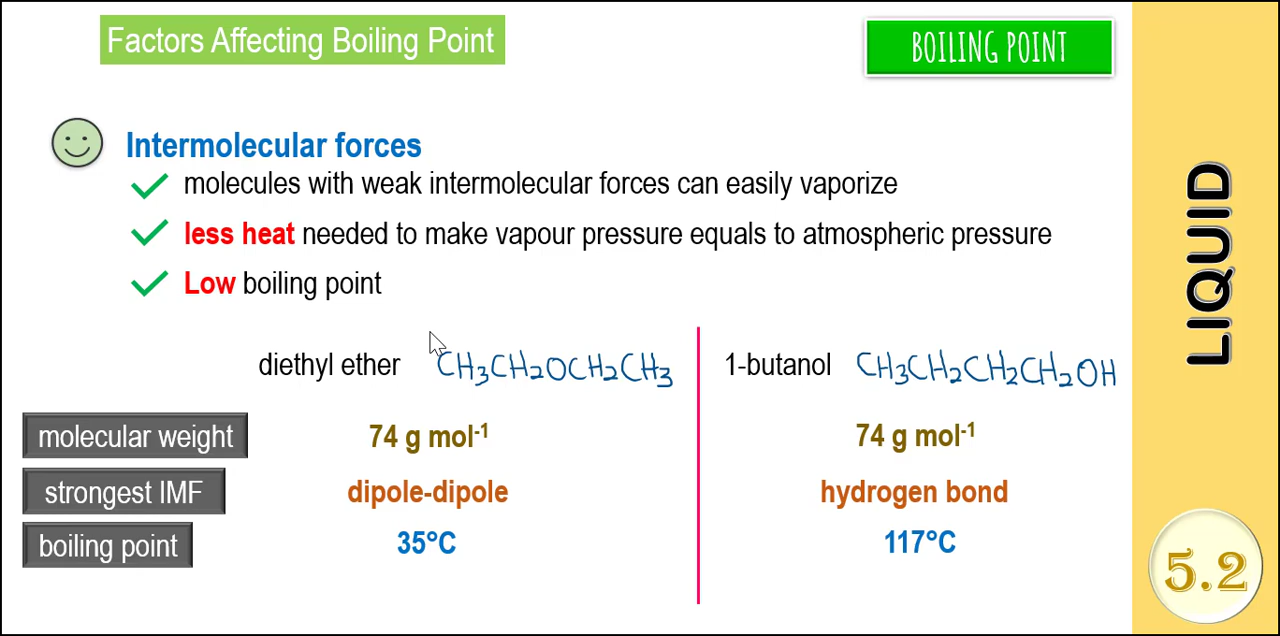 Factors Affecting Boiling Point
BOILING POINT
Intermolecular forces
molecules with weak intermolecular forces can easily vaporize
less heat needed to make vapour pressure equals to atmospheric pressure
Low boiling point
diethyl ether CH₃CH₂OCH₂CH₃
1-butanol CH₃CH₂CH₂CH₂OH
molecular weight 74 g mol⁻¹ 74 g mol⁻¹
strongest IMF dipole-dipole hydrogen bond
boiling point 35°C 117°C
LIQUID
5.2